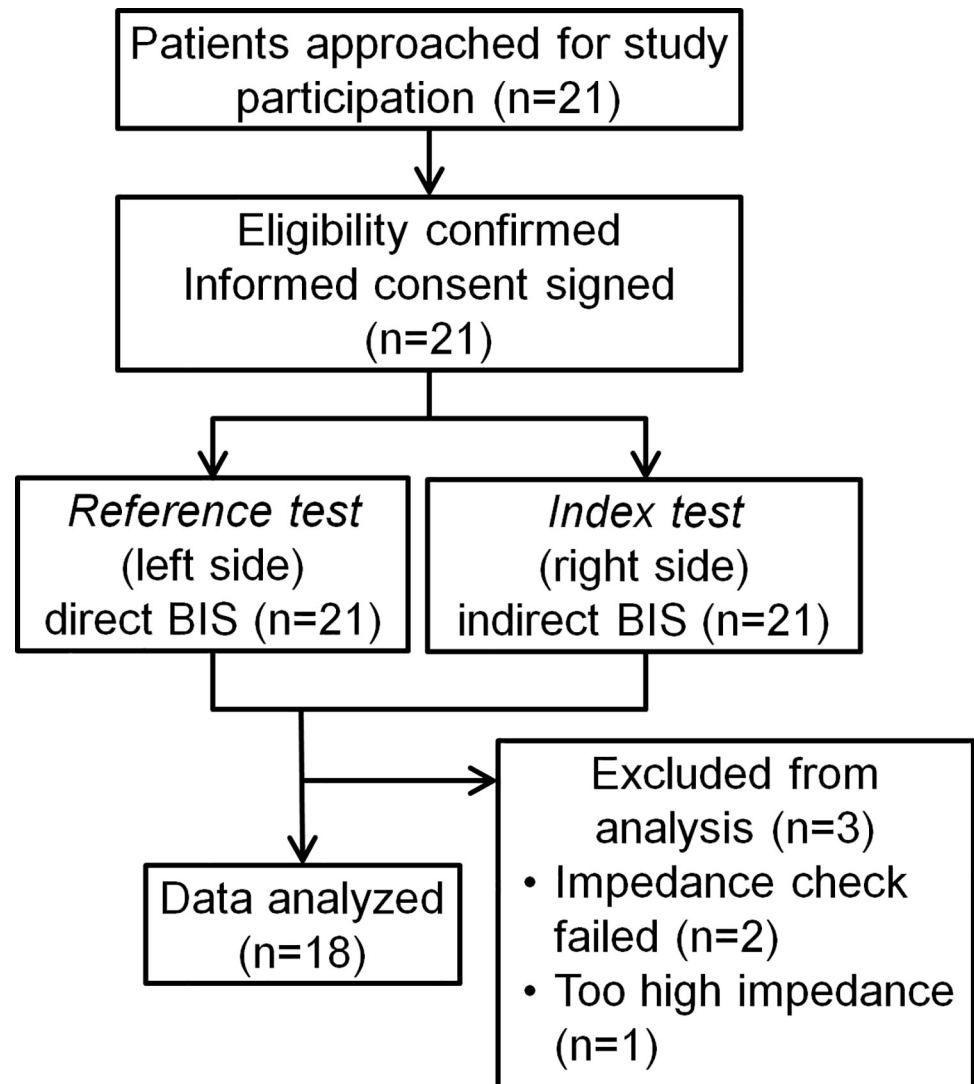 Patients approached for study
participation (n=21)
Eligibility confirmed
Informed consent signed
(n=21)
Reference test
(left side)
direct BIS (n=21)
Index test
(right side)
indirect BIS (n=21)
Excluded from
analysis (n=3)
• Impedance check
failed (n=2)
• Too high impedance
(n=1)
Data analyzed
(n=18)